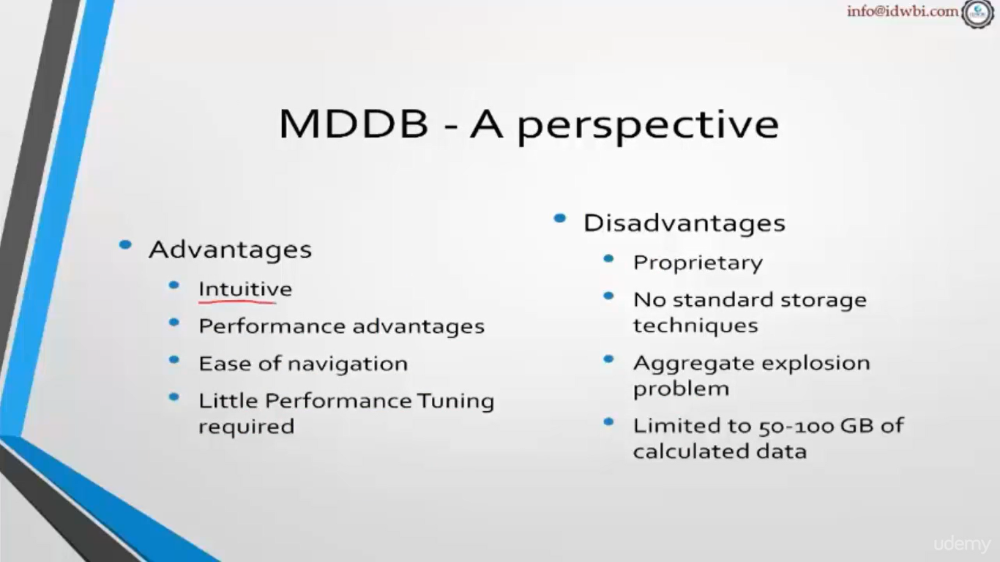 info@idwbi.com
MDDB - A perspective
Advantages
Intuitive
Performance advantages
Ease of navigation
Little Performance Tuning
required
Disadvantages
Proprietary
No standard storage
techniques
Aggregate explosion
problem
Limited to 50-100 GB of
calculated data
udemy